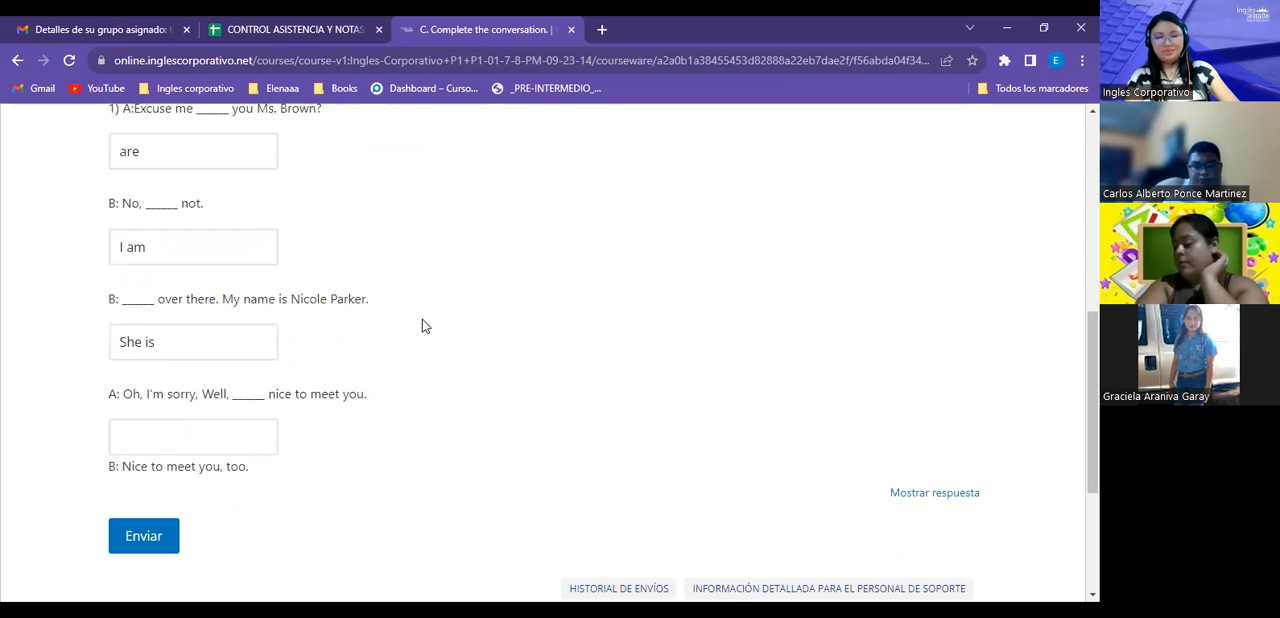 Detalles de su grupo asignado:
CONTROL ASISTENCIA Y NOTAS
C. Complete the conversation. |
online.inglescorporativo.net/courses/course-v1:Ingles-Corporativo+P1+P1-01-7-8-PM-09-23-14/courseware/a2a0b1a38455453d82888a22eb7dae2f/f56abda04f34...
E
Gmail
YouTube
Ingles corporativo
Elenaaa
Books
Dashboard – Curso...
_PRE-INTERMEDIO_...
Todos los marcadores
1) A:Excuse me ______ you Ms. Brown?
are
B: No, ______ not.
I am
B: ______ over there. My name is Nicole Parker.
She is
A: Oh, I'm sorry, Well, ______ nice to meet you.
B: Nice to meet you, too.
Mostrar respuesta
Enviar
HISTORIAL DE ENVÍOS
INFORMACIÓN DETALLADA PARA EL PERSONAL DE SOPORTE
Ingles
Ingles Corporativo
Carlos Alberto Ponce Martinez
Graciela Araniva Garay